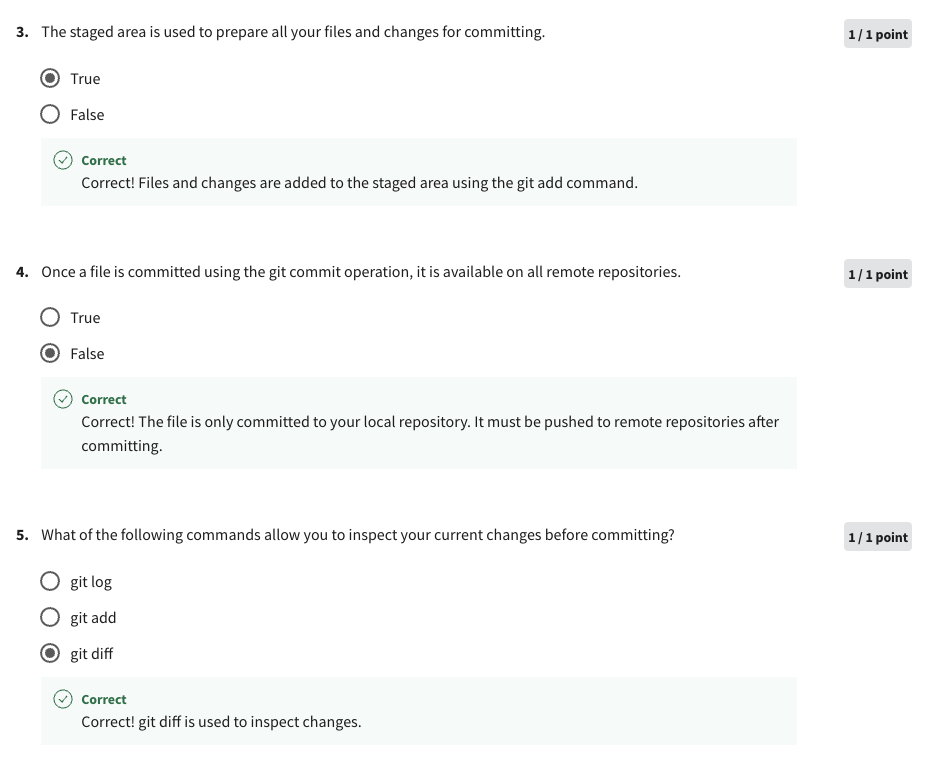 3. The staged area is used to prepare all your files and changes for committing.
1 / 1 point
True
False
Correct
Correct! Files and changes are added to the staged area using the git add command.
4. Once a file is committed using the git commit operation, it is available on all remote repositories.
1 / 1 point
True
False
Correct
Correct! The file is only committed to your local repository. It must be pushed to remote repositories after
committing.
5. What of the following commands allow you to inspect your current changes before committing?
1 / 1 point
git log
git add
git diff
Correct
Correct! git diff is used to inspect changes.